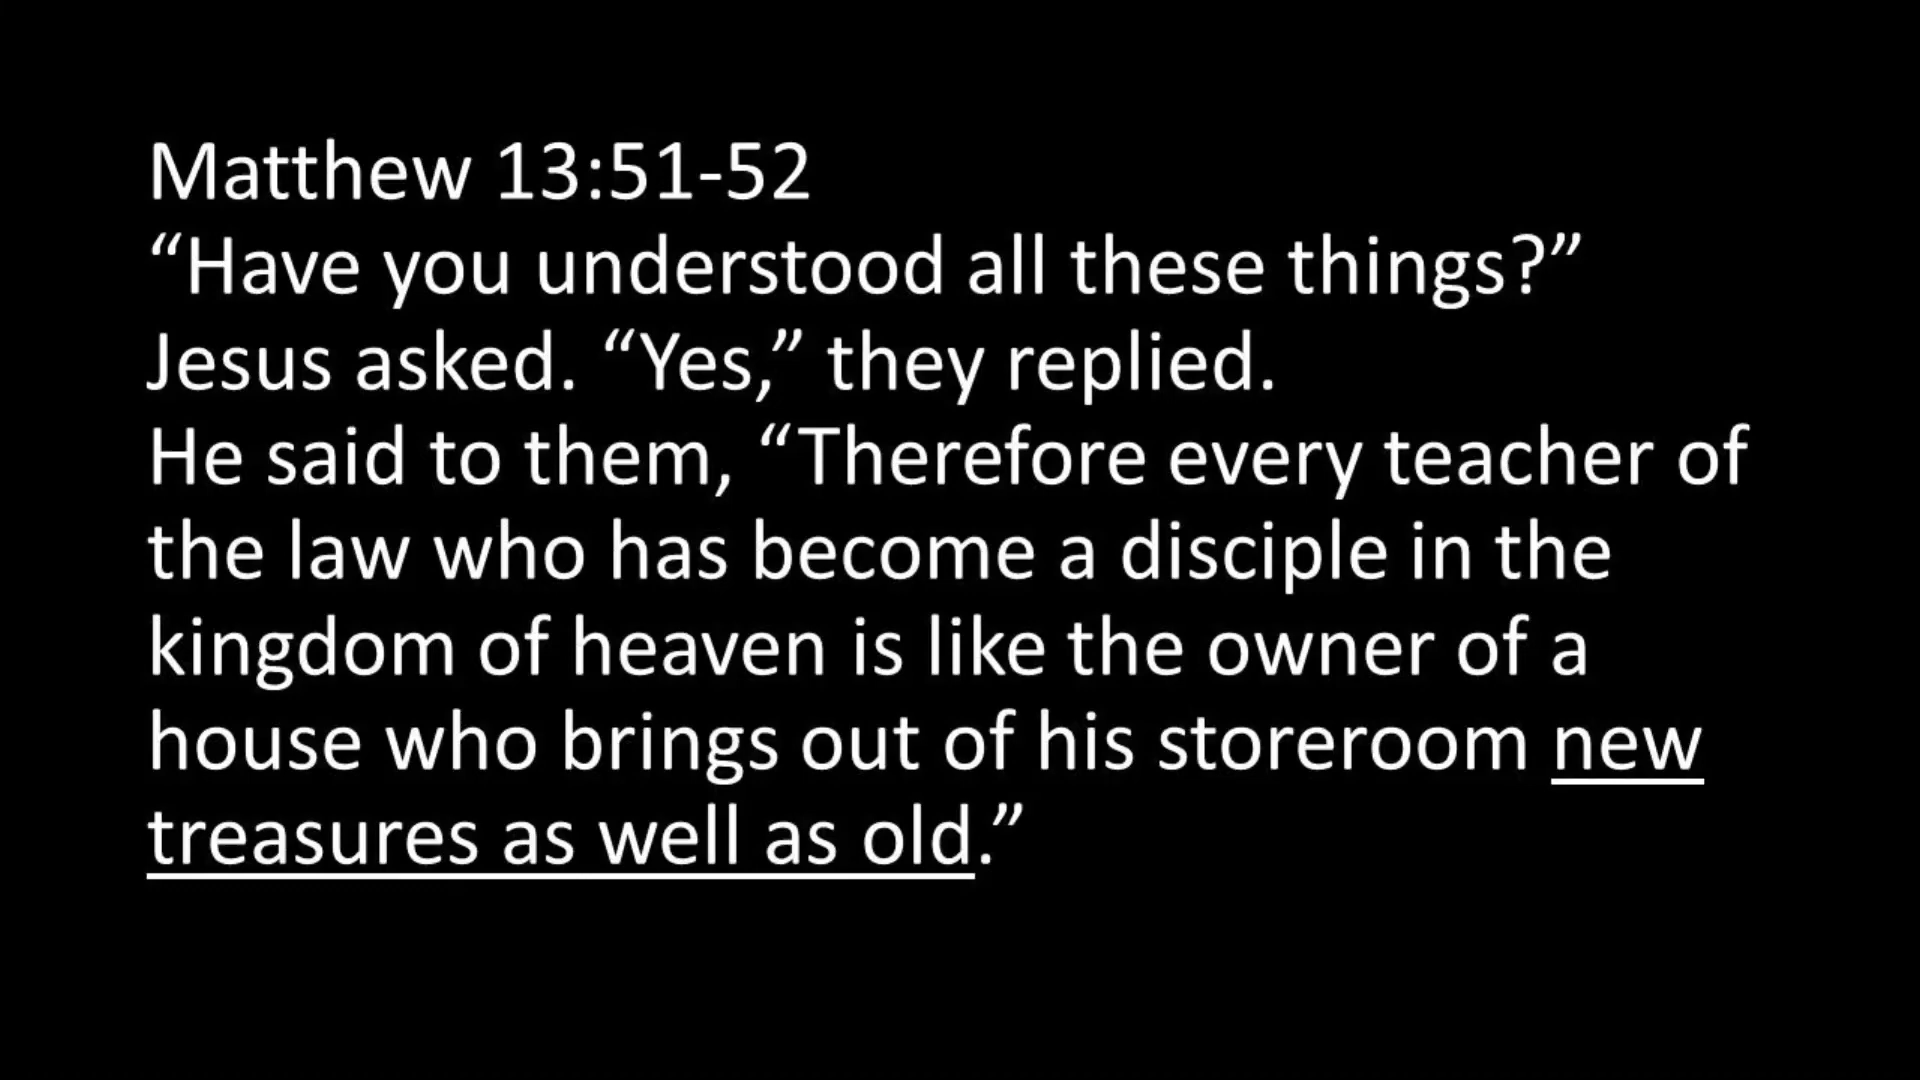 Matthew 13:51-52
“Have you understood all these things?”
Jesus asked. “Yes,” they replied.
He said to them, “Therefore every teacher of
the law who has become a disciple in the
kingdom of heaven is like the owner of a
house who brings out of his storeroom new
treasures as well as old.”